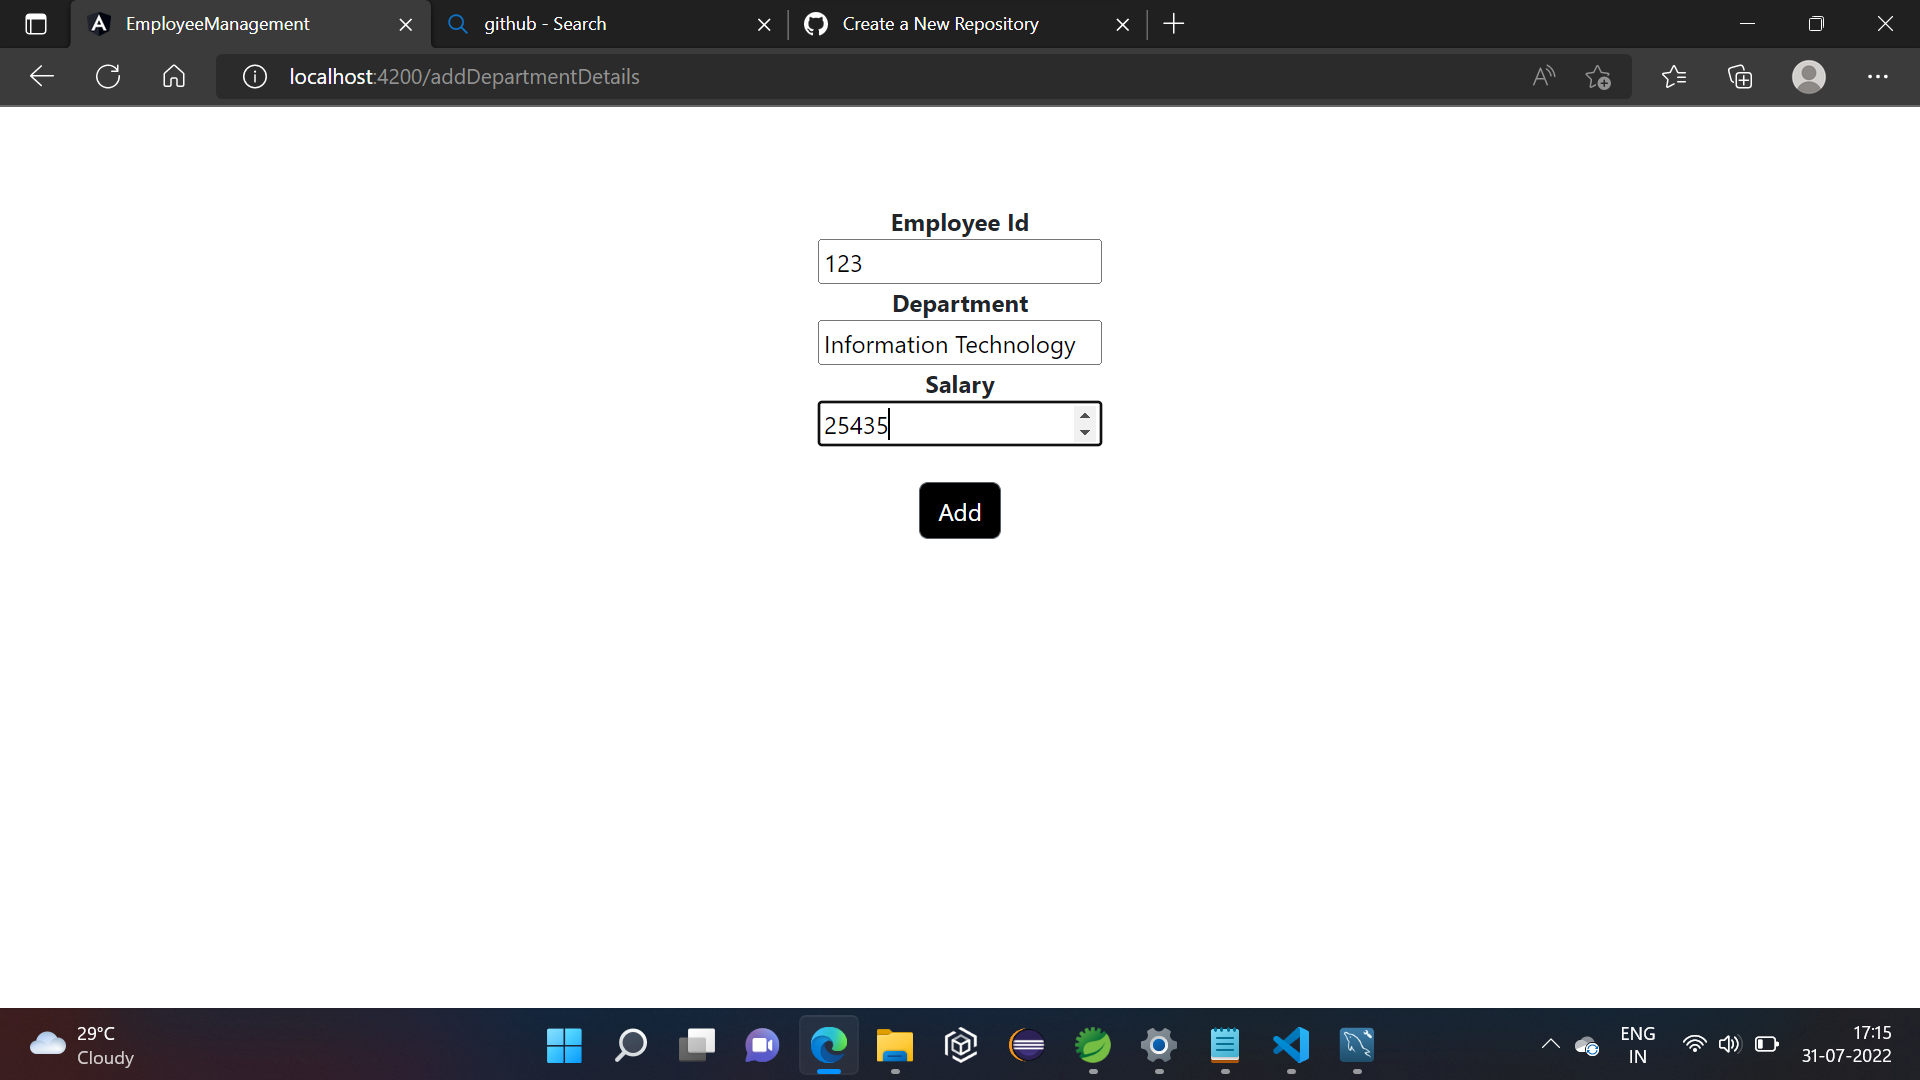 EmployeeManagement
github - Search
Create a New Repository
localhost:4200/addDepartmentDetails
Employee Id
123
Department
Information Technology
Salary
25435
Add
29°C
Cloudy
ENG
IN
17:15
31-07-2022